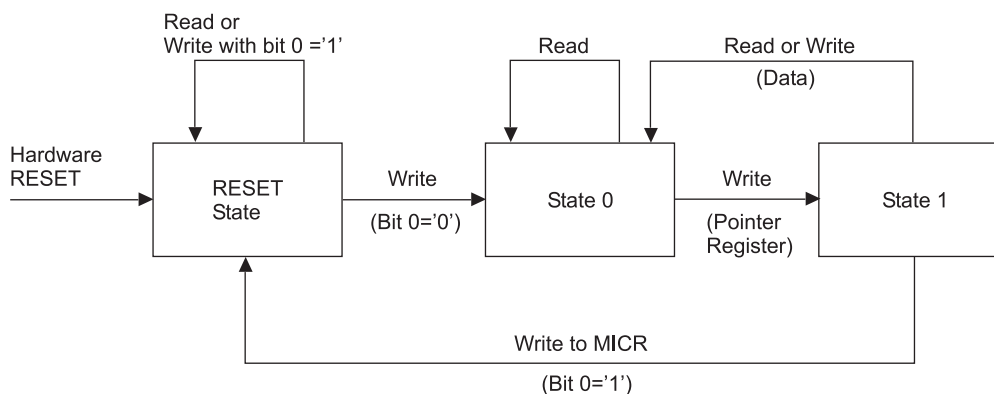 Read or
Write with bit 0 ='1'
Read
Read or Write
(Data)
Hardware
RESET
RESET
State
Write
(Bit 0='0')
State 0
Write
(Pointer
Register)
State 1
Write to MICR
(Bit 0='1')